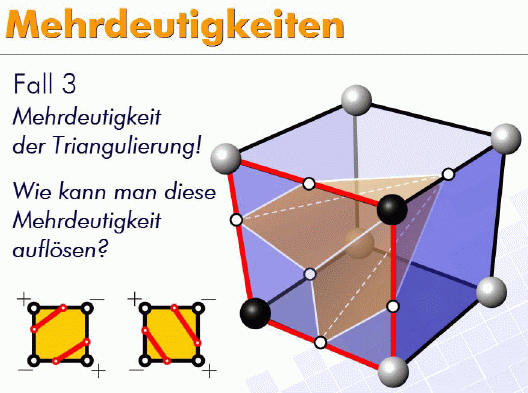 Mehrdeutigkeiten
Fall 3
Mehrdeutigkeit
der Triangulierung!
Wie kann man diese
Mehrdeutigkeit
auflösen?
+ − + −
− + − +